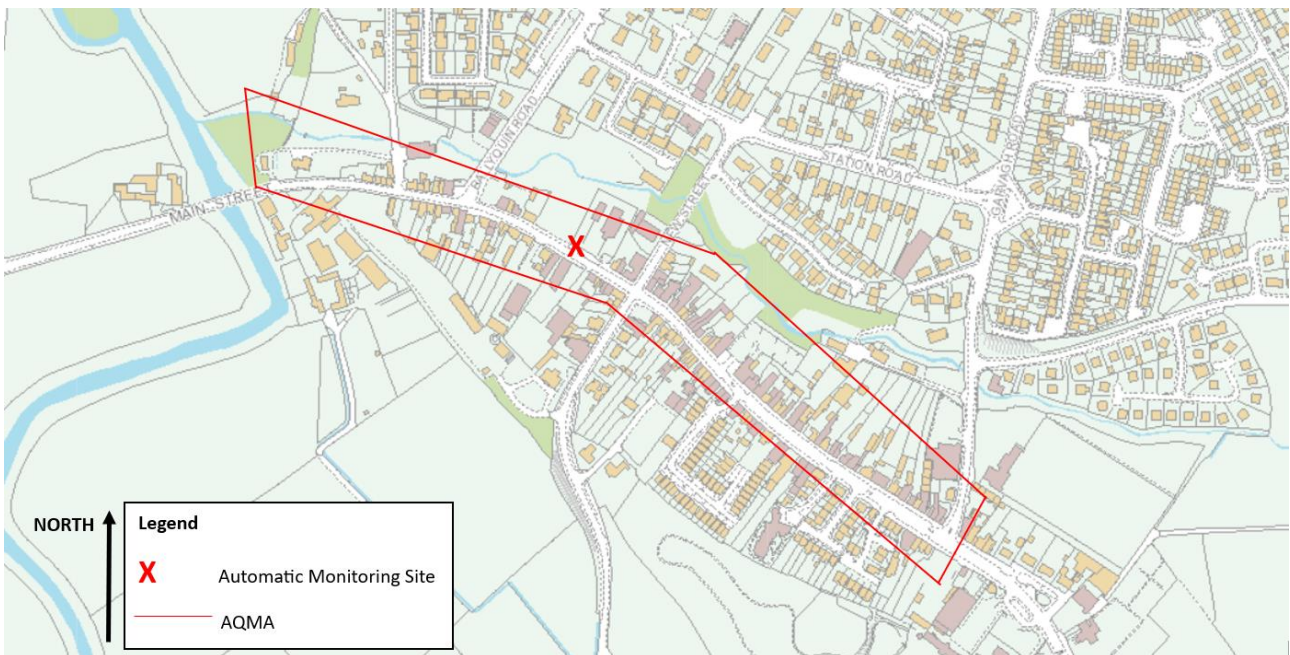 MAIN STREET
STATION ROAD
NORTH
Legend
X
X
Automatic Monitoring Site
AQMA